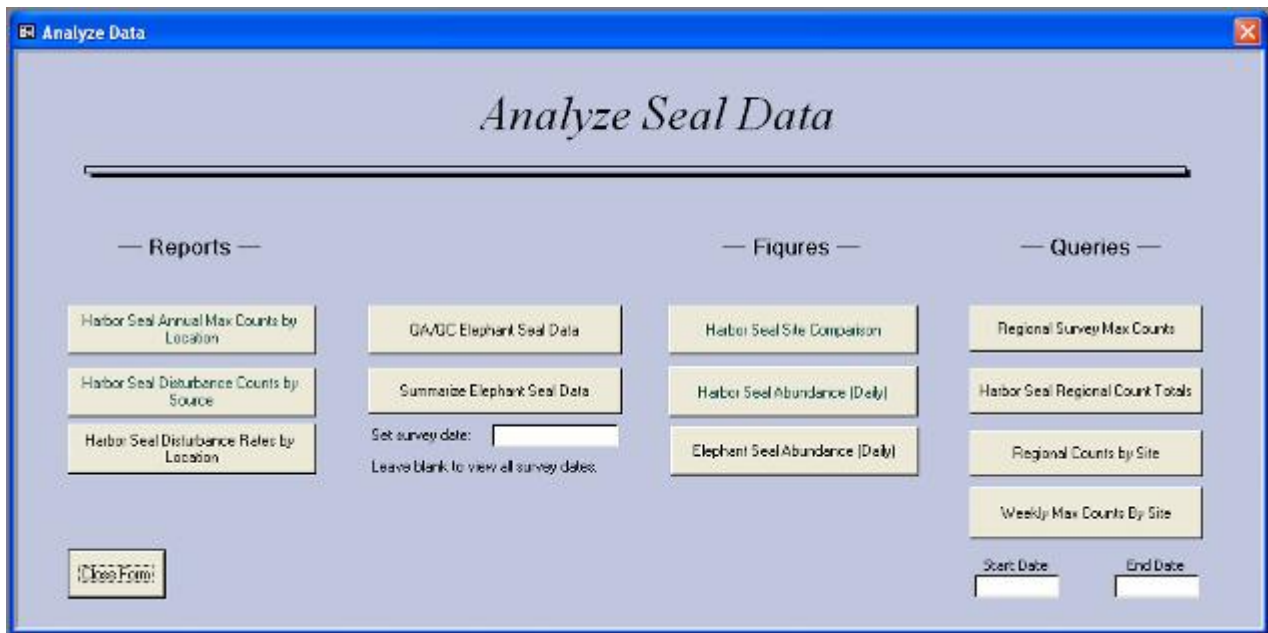 Analyze Data
Analyze Seal Data
— Reports —
Harbor Seal Annual Max Counts by
Location
Harbor Seal Disturbance Counts by
Source
Harbor Seal Disturbance Rates by
Location
QA/QC Elephant Seal Data
Summarize Elephant Seal Data
Set survey date:
Leave blank to view all survey dates.
— Figures —
Harbor Seal Site Comparison
Harbor Seal Abundance (Daily)
Elephant Seal Abundance (Daily)
— Queries —
Regional Survey Max Counts
Harbor Seal Regional Count Totals
Regional Counts by Site
Weekly Max Counts By Site
Start Date
End Date
Close Form